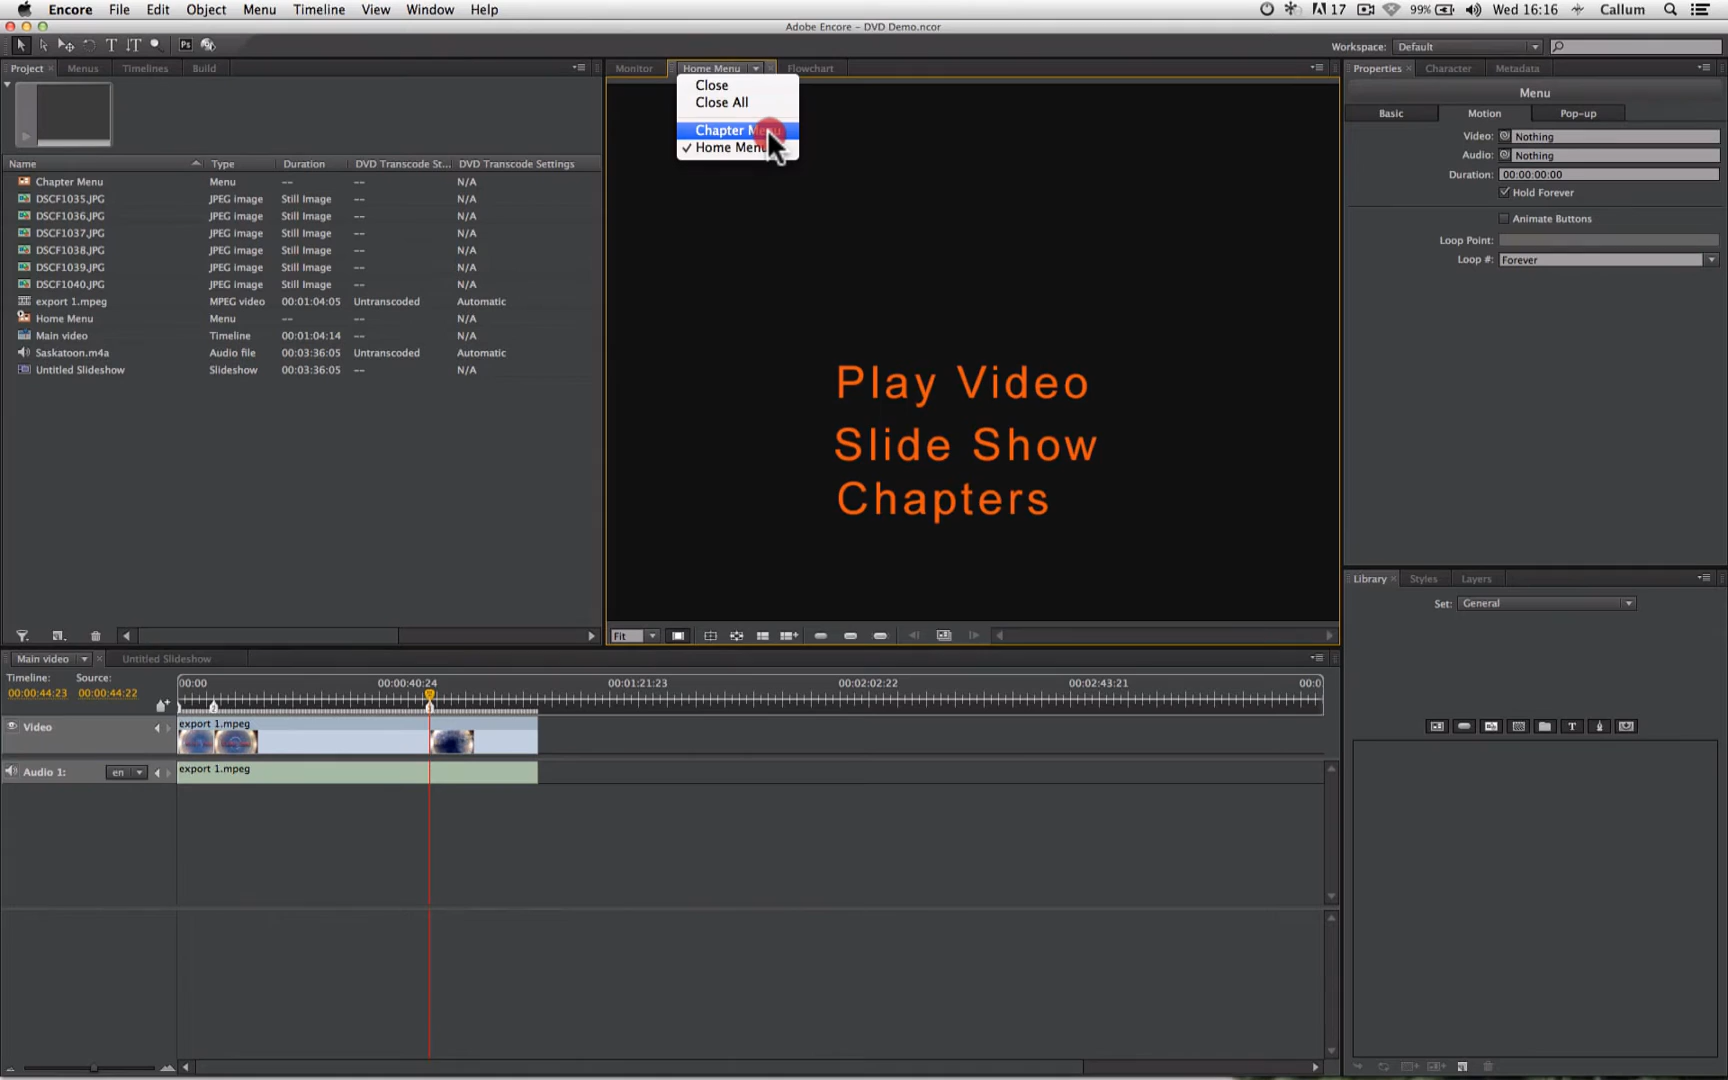 Encore File Edit Object Menu Timeline View Window Help 17 99% Wed 16:16 Callum
Adobe Encore – DVD Demo.ncor
T IT Ps Workspace: Default
Project Menus Timelines Build
Monitor Home Menu Flowchart
Properties Character Metadata
Close
Close All
Chapter
✓ Home Menu
Menu
Basic Motion Pop-up
Video: Nothing
Audio: Nothing
Duration: 00:00:00:00
Hold Forever
Animate Buttons
Loop Point:
Loop #: Forever
Name Type Duration DVD Transcode St... DVD Transcode Settings
Chapter Menu Menu -- -- N/A
DSCF1035.JPG JPEG image Still Image -- N/A
DSCF1036.JPG JPEG image Still Image -- N/A
DSCF1037.JPG JPEG image Still Image -- N/A
DSCF1038.JPG JPEG image Still Image -- N/A
DSCF1039.JPG JPEG image Still Image -- N/A
DSCF1040.JPG JPEG image Still Image -- N/A
export 1.mpeg MPEG video 00:01:04:05 Untranscoded Automatic
Home Menu Menu -- -- N/A
Main video Timeline 00:01:04:14 -- N/A
Saskatoon.m4a Audio file 00:03:36:05 Untranscoded Automatic
Untitled Slideshow Slideshow 00:03:36:05 -- N/A
Play Video
Slide Show
Chapters
Library Styles Layers
Set: General
Fit
Main video Untitled Slideshow
Timeline: Source:
00:00:44:23 00:00:44:22
00:00 00:00:40:24 00:01:21:23 00:02:02:22 00:02:43:21 00:0
Video export 1.mpeg
Audio 1: en export 1.mpeg
T